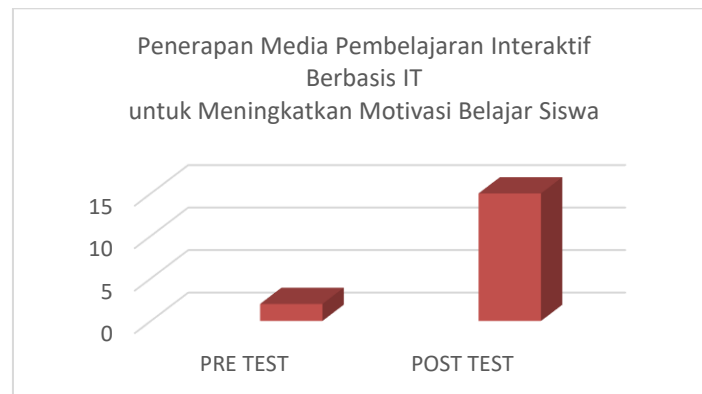 Penerapan Media Pembelajaran Interaktif
Berbasis IT
untuk Meningkatkan Motivasi Belajar Siswa
15
10
5
0
PRE TEST
POST TEST